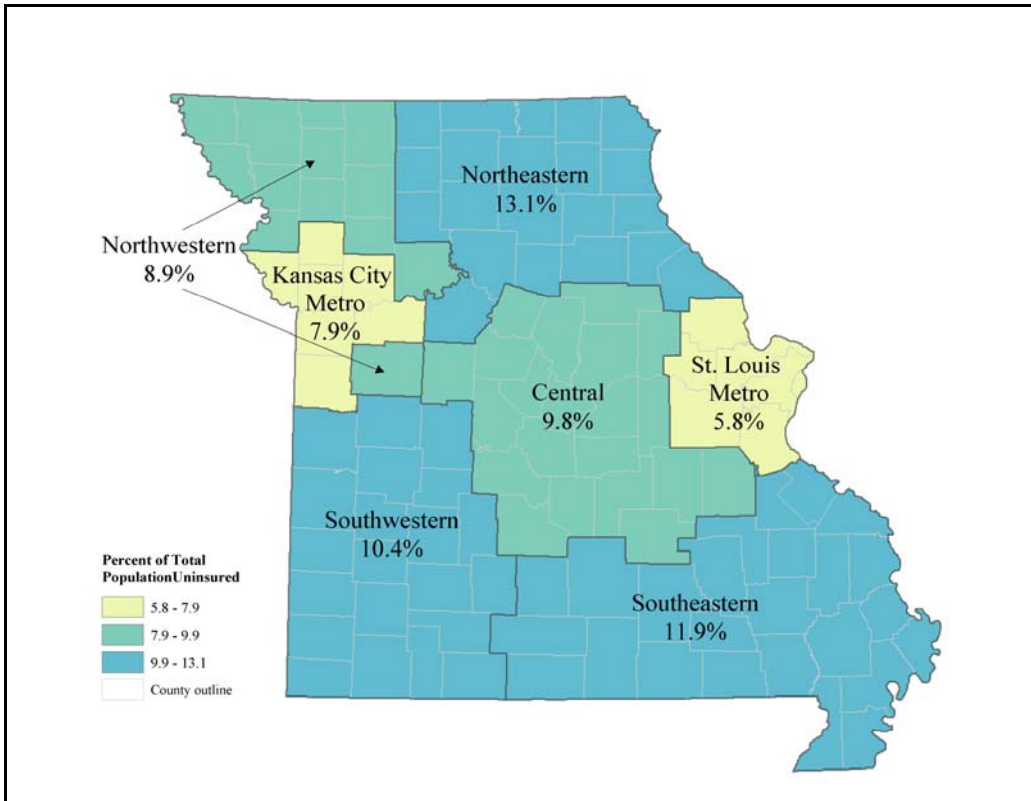 Northeastern
13.1%
Northwestern
8.9%
Kansas City
Metro
7.9%
St. Louis
Metro
5.8%
Central
9.8%
Southwestern
10.4%
Southeastern
11.9%
Percent of Total
PopulationUninsured
5.8 - 7.9
7.9 - 9.9
9.9 - 13.1
County outline